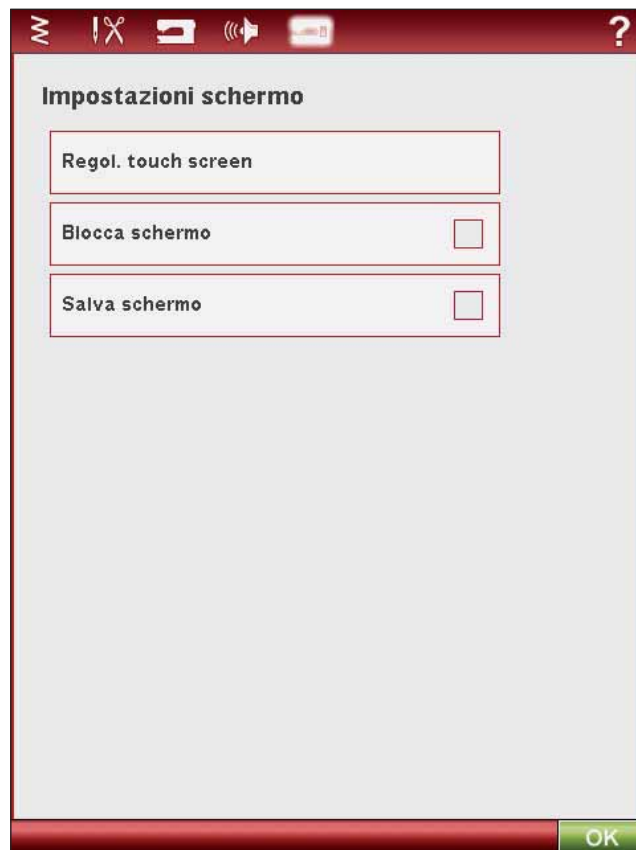 ?
Impostazioni schermo
Regol. touch screen
Blocca schermo
Salva schermo
OK